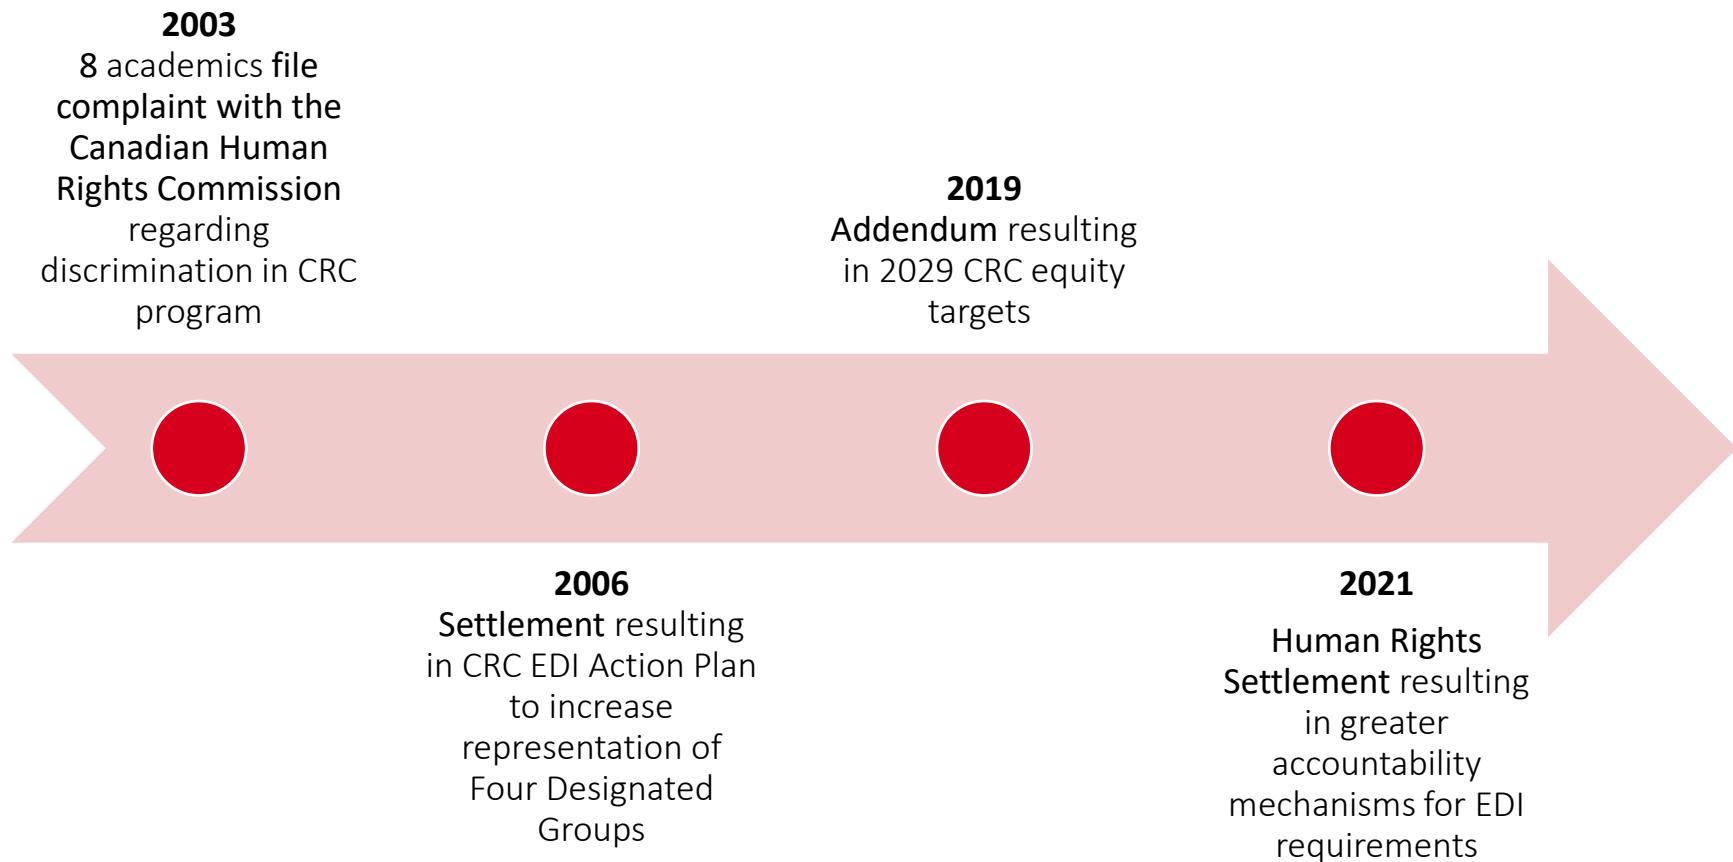 2003
8 academics file
complaint with the
Canadian Human
Rights Commission
regarding
discrimination in CRC
program
2006
Settlement resulting
in CRC EDI Action Plan
to increase
representation of
Four Designated
Groups
2019
Addendum resulting
in 2029 CRC equity
targets
2021
Human Rights
Settlement resulting
in greater
accountability
mechanisms for EDI
requirements